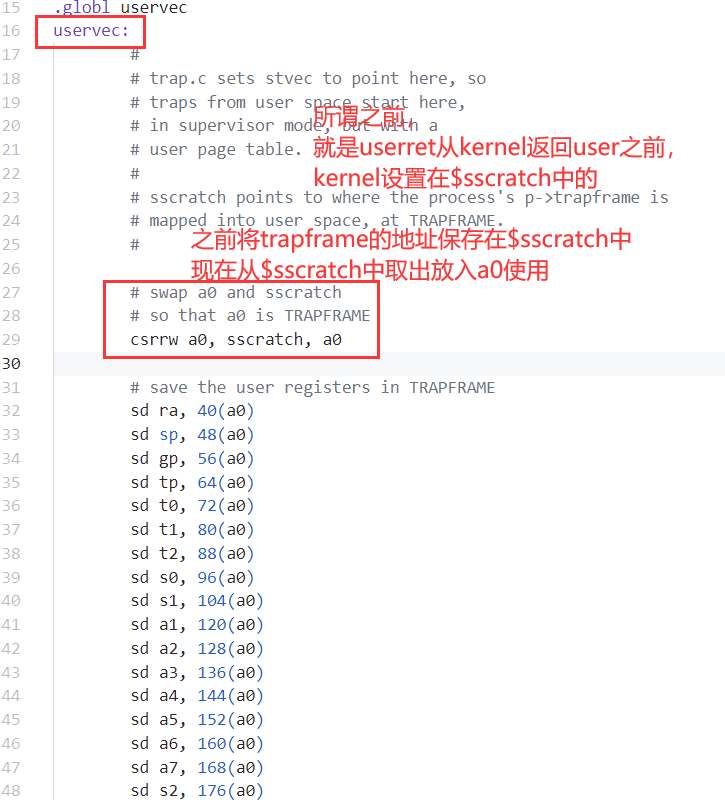 15 .globl uservec
16 uservec:
17 #
18 # trap.c sets stvec to point here, so
19 # traps from user space start here,
所谓之前,
20 # in supervisor mode, but with a
21 # user page table.
就是userret从kernel返回user之前,
22 #
kernel设置在$sscratch中的
23 # sscratch points to where the process's p->trapframe is
24 # mapped into user space, at TRAPFRAME.
25 #
之前将trapframe的地址保存在$sscratch中
26
现在从$sscratch中取出放入a0使用
27 # swap a0 and sscratch
28 # so that a0 is TRAPFRAME
29 csrrw a0, sscratch, a0
30
31 # save the user registers in TRAPFRAME
32 sd ra, 40(a0)
33 sd sp, 48(a0)
34 sd gp, 56(a0)
35 sd tp, 64(a0)
36 sd t0, 72(a0)
37 sd t1, 80(a0)
38 sd t2, 88(a0)
39 sd s0, 96(a0)
40 sd s1, 104(a0)
41 sd a1, 120(a0)
42 sd a2, 128(a0)
43 sd a3, 136(a0)
44 sd a4, 144(a0)
45 sd a5, 152(a0)
46 sd a6, 160(a0)
47 sd a7, 168(a0)
48 sd s2, 176(a0)